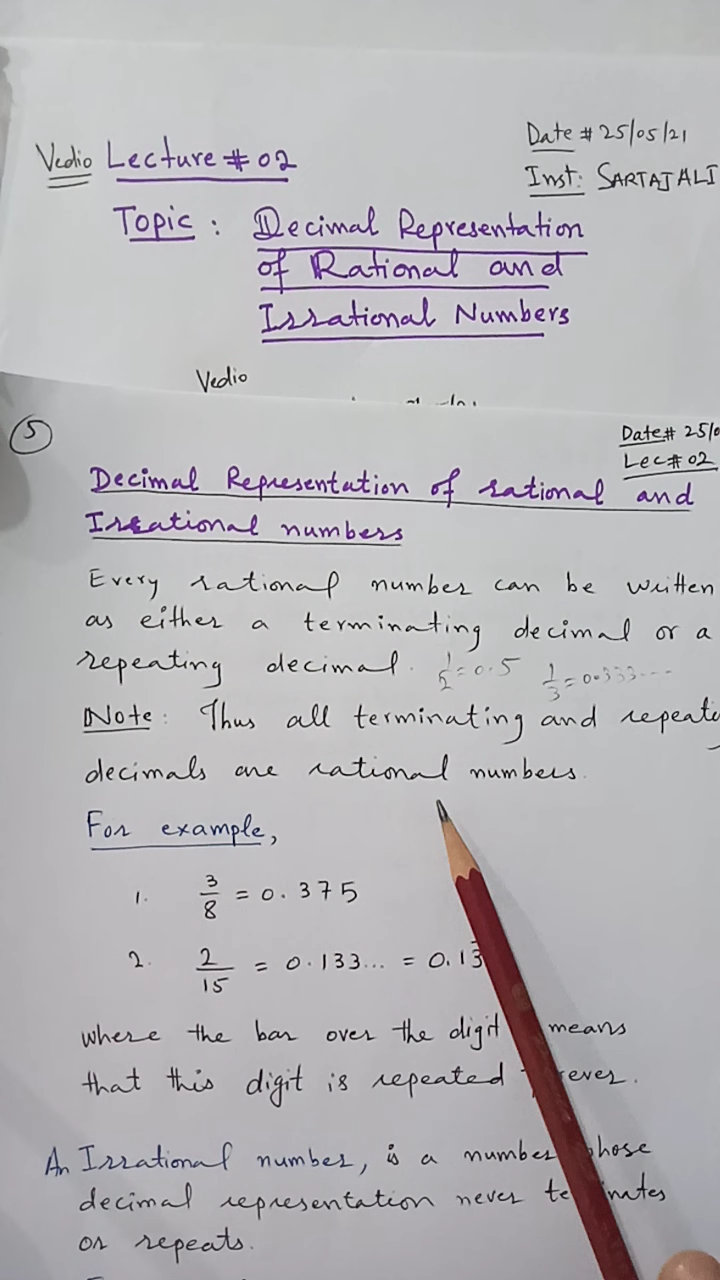 Vedio Lecture # 02
Date # 25/05/21
Inst: SARTAJ ALI
Topic: Decimal Representation
of Rational and
Irrational Numbers
Vedio
5
Date# 25/0
Lec# 02
Decimal Representation of rational and
Irrational numbers
Every rational number can be written
as either a terminating decimal or a
repeating decimal. 1/2 = 0.5 1/3 = 0.333...
Note: Thus all terminating and repeati
decimals are rational numbers.
For example,
1. 3/8 = 0.375
2. 2/15 = 0.133... = 0.13
where the bar over the digit means
that this digit is repeated ever.
An Irrational number, is a number hose
decimal representation never te inates
or repeats.